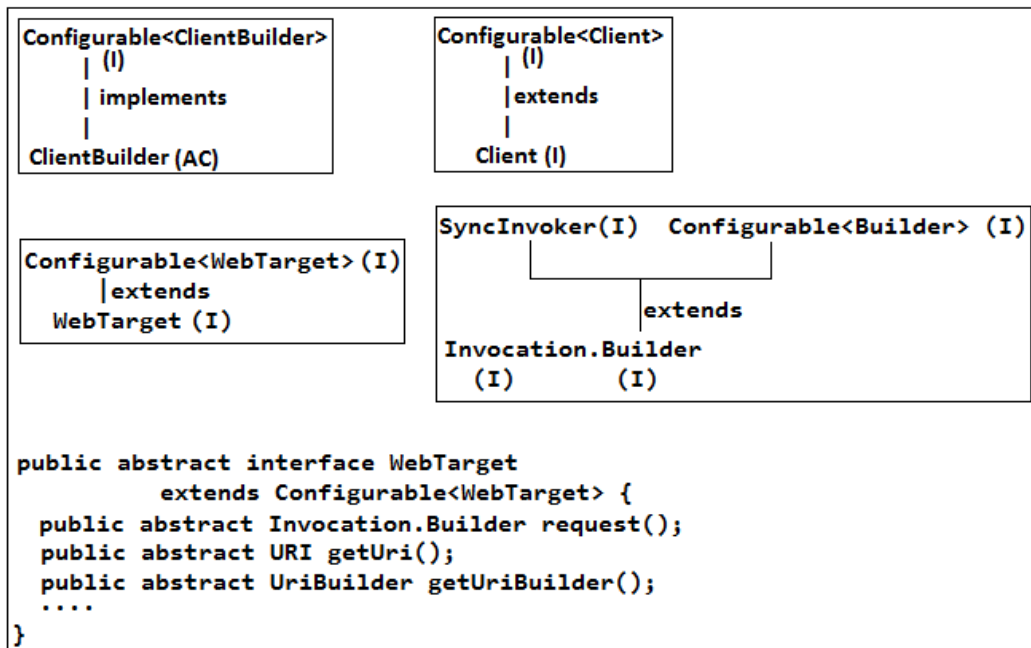 Configurable<ClientBuilder>
(I)
implements
ClientBuilder (AC)
Configurable<Client>
(I)
extends
Client (I)
Configurable<WebTarget> (I)
extends
WebTarget (I)
SyncInvoker(I) Configurable<Builder> (I)
extends
Invocation.Builder
(I) (I)
public abstract interface WebTarget
extends Configurable<WebTarget> {
public abstract Invocation.Builder request();
public abstract URI getUri();
public abstract UriBuilder getUriBuilder();
....
}